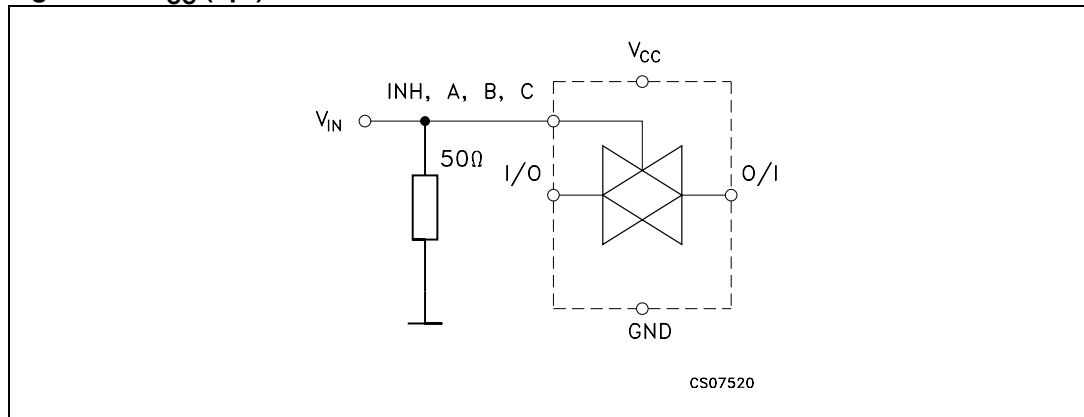 V_CC
INH, A, B, C
V_IN
50Ω
I/O
O/I
GND
CS07520